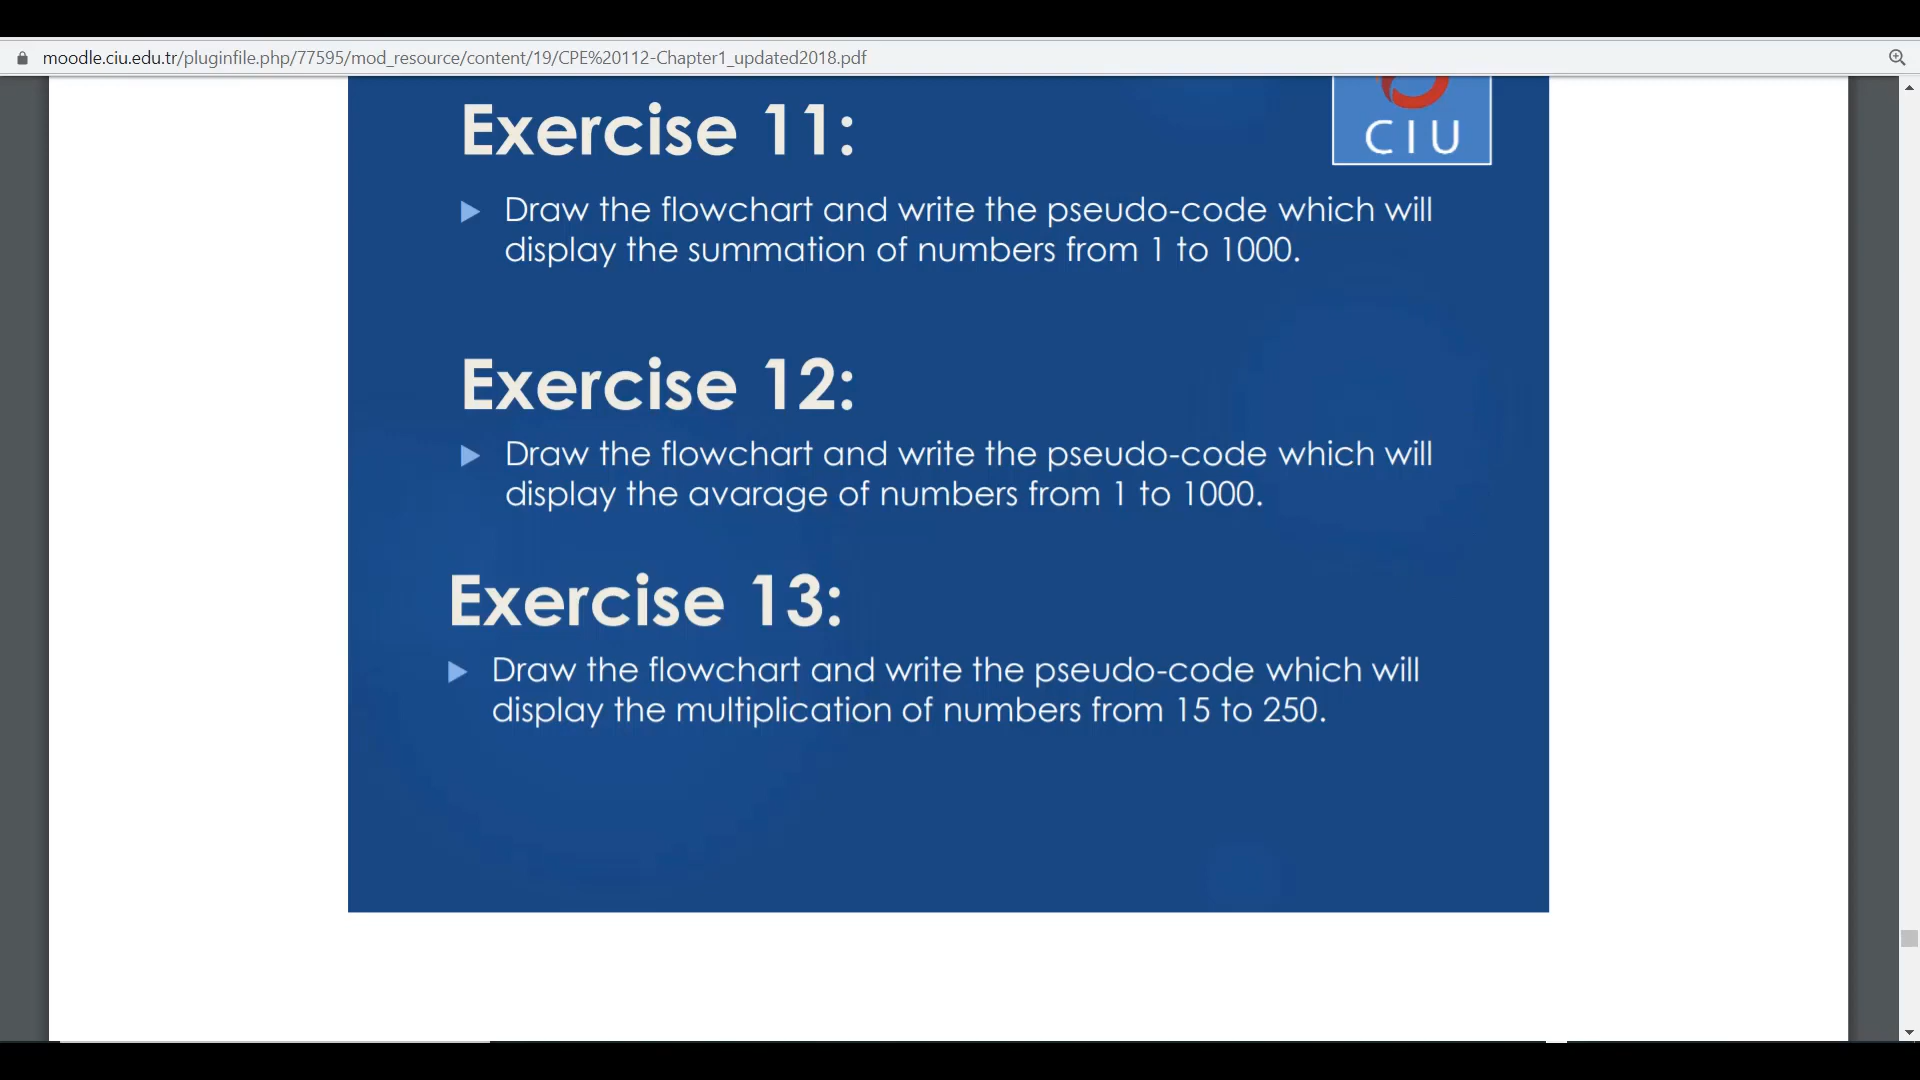 moodle.ciu.edu.tr/pluginfile.php/77595/mod_resource/content/19/CPE%20112-Chapter1_updated2018.pdf
CIU
Exercise 11:
Draw the flowchart and write the pseudo-code which will
display the summation of numbers from 1 to 1000.
Exercise 12:
Draw the flowchart and write the pseudo-code which will
display the avarage of numbers from 1 to 1000.
Exercise 13:
Draw the flowchart and write the pseudo-code which will
display the multiplication of numbers from 15 to 250.